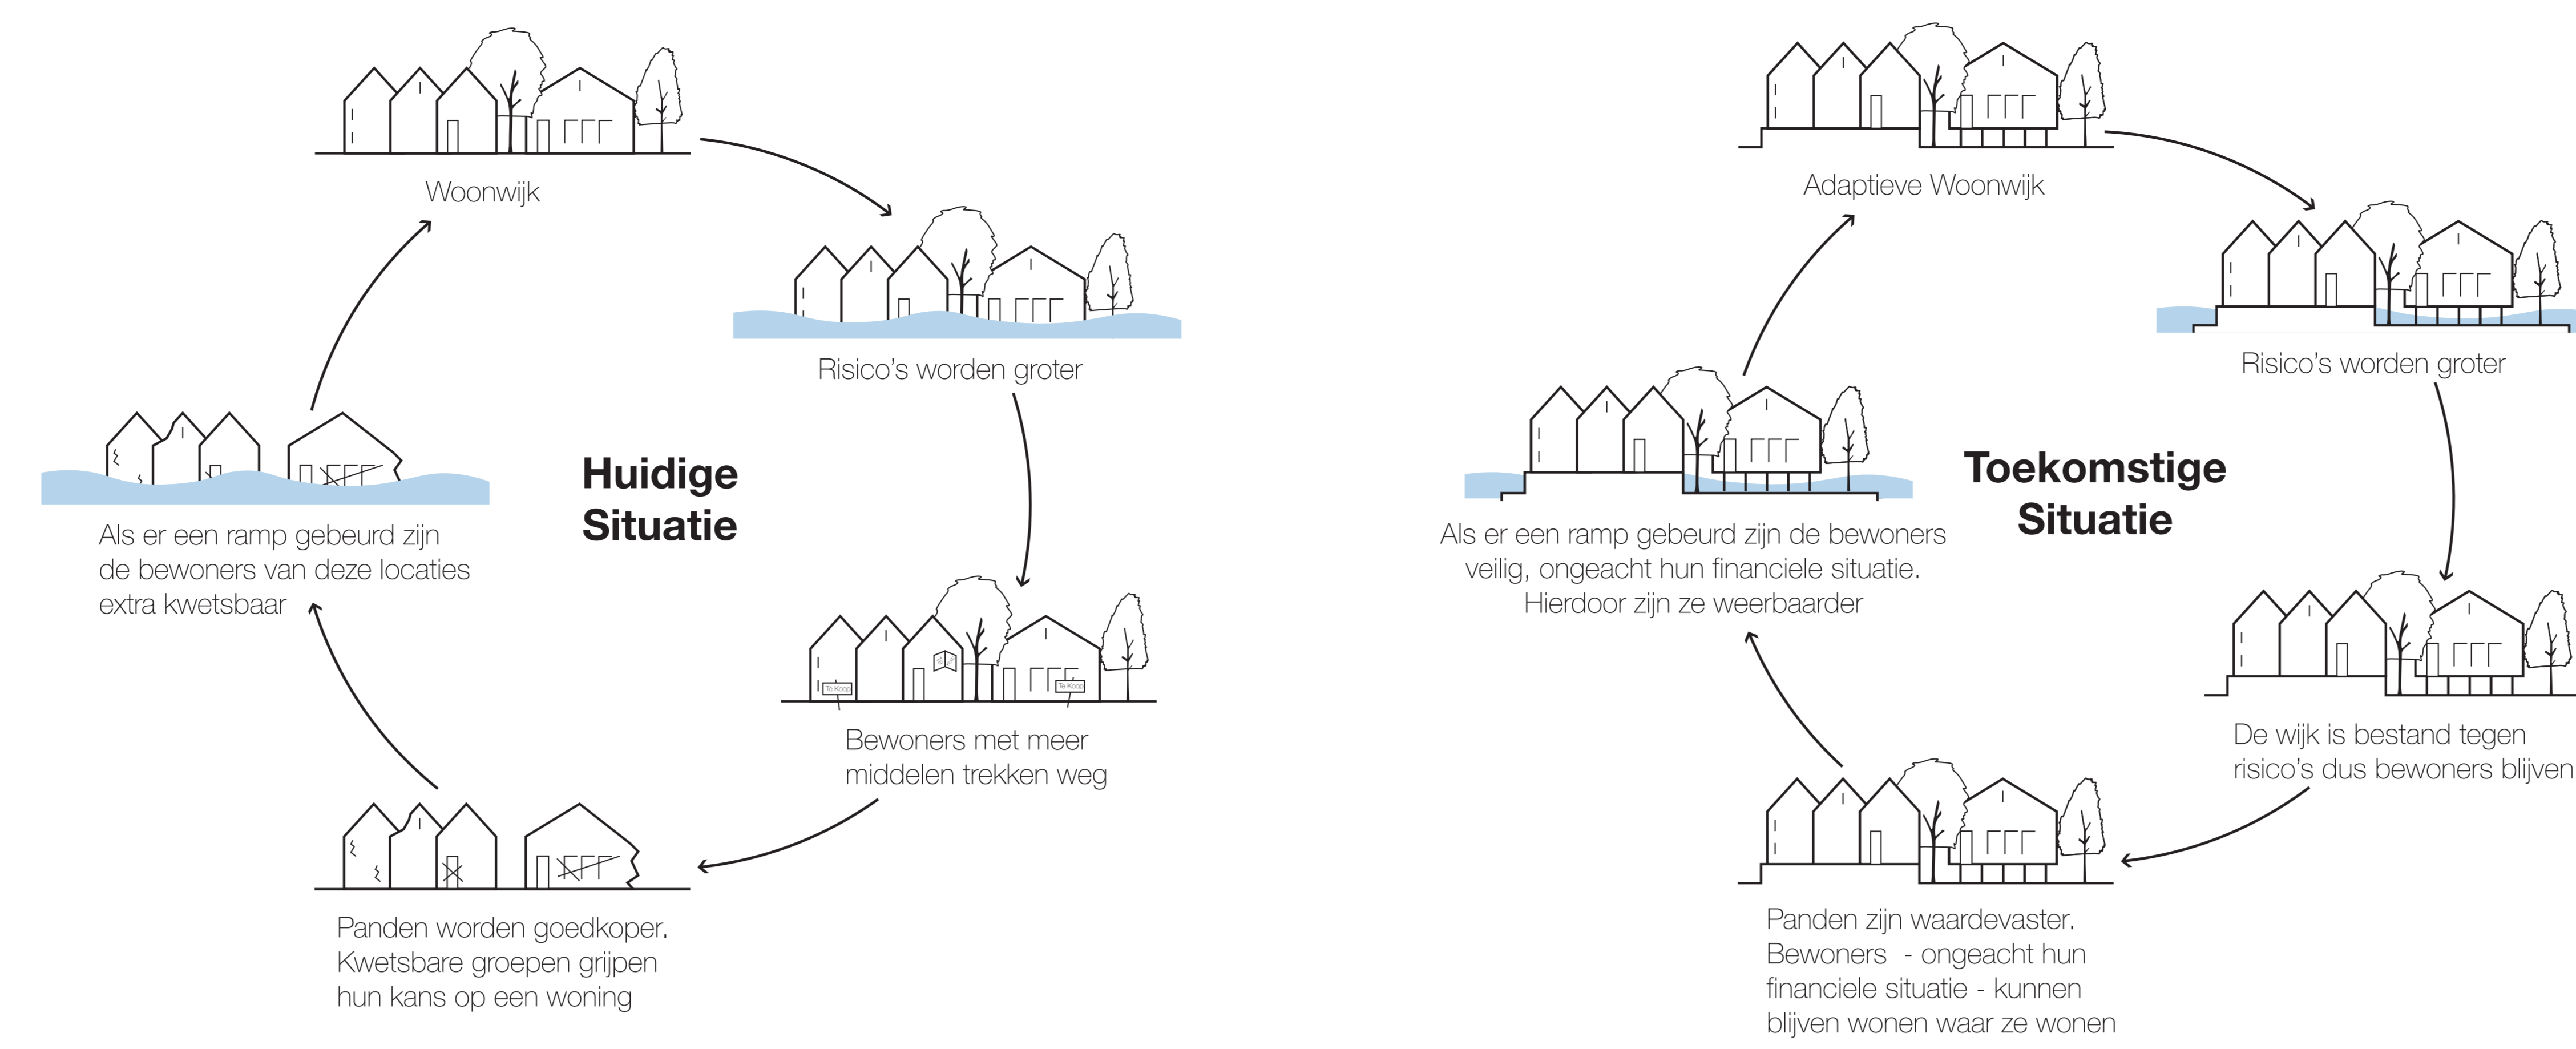 Woonwijk
Risico's worden groter
Huidige
Situatie
Als er een ramp gebeurd zijn
de bewoners van deze locaties
extra kwetsbaar
Te Koop
Te Koop
Bewoners met meer
middelen trekken weg
Panden worden goedkoper.
Kwetsbare groepen grijpen
hun kans op een woning
Adaptieve Woonwijk
Risico's worden groter
Toekomstige
Situatie
Als er een ramp gebeurd zijn de bewoners
veilig, ongeacht hun financiele situatie.
Hierdoor zijn ze weerbaarder
De wijk is bestand tegen
risico's dus bewoners blijven
Panden zijn waardevaster.
Bewoners - ongeacht hun
financiele situatie - kunnen
blijven wonen waar ze wonen